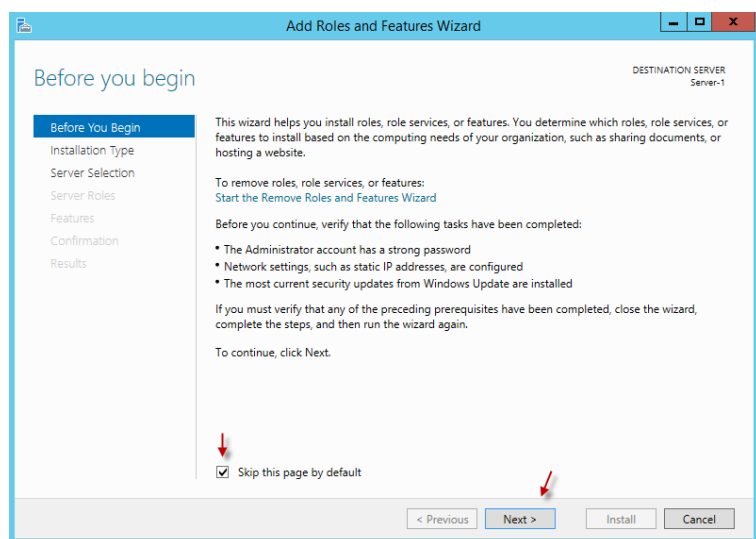 Add Roles and Features Wizard
Before you begin
DESTINATION SERVER
Server-1
Before You Begin
Installation Type
Server Selection
Server Roles
Features
Confirmation
Results
This wizard helps you install roles, role services, or features. You determine which roles, role services, or
features to install based on the computing needs of your organization, such as sharing documents, or
hosting a website.
To remove roles, role services, or features:
Start the Remove Roles and Features Wizard
Before you continue, verify that the following tasks have been completed:
• The Administrator account has a strong password
• Network settings, such as static IP addresses, are configured
• The most current security updates from Windows Update are installed
If you must verify that any of the preceding prerequisites have been completed, close the wizard,
complete the steps, and then run the wizard again.
To continue, click Next.
Skip this page by default
< Previous
Next >
Install
Cancel